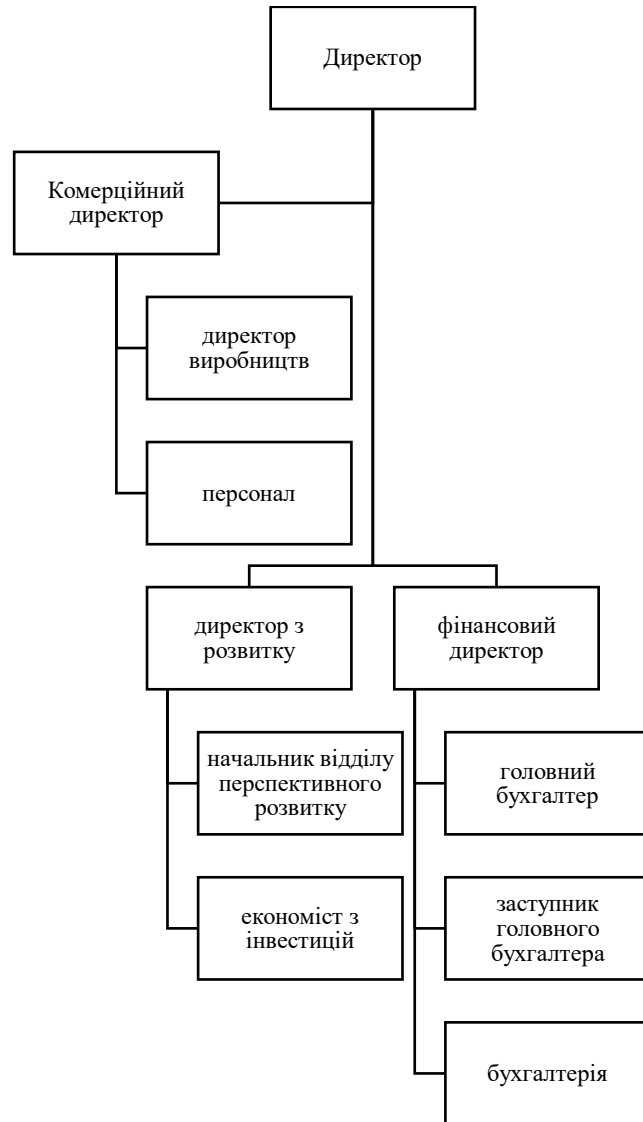 Директор
Комерційний
директор
директор
виробництв
персонал
директор з
розвитку
фінансовий
директор
начальник відділу
перспективного
розвитку
головний
бухгалтер
економіст з
інвестицій
заступник
головного
бухгалтера
бухгалтерія